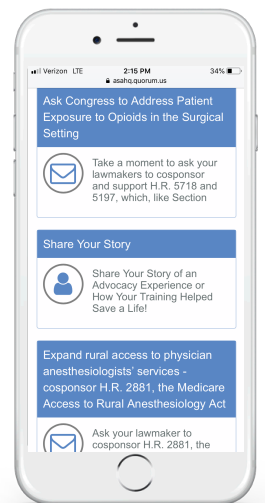 Verizon LTE 2:15 PM 34%
asahq.quorum.us
Ask Congress to Address Patient
Exposure to Opioids in the Surgical
Setting
Take a moment to ask your
lawmakers to cosponsor
and support H.R. 5718 and
5197, which, like Section
Share Your Story
Share Your Story of an
Advocacy Experience or
How Your Training Helped
Save a Life!
Expand rural access to physician
anesthesiologists' services -
cosponsor H.R. 2881, the Medicare
Access to Rural Anesthesiology Act
Ask your lawmaker to
cosponsor H.R. 2881, the